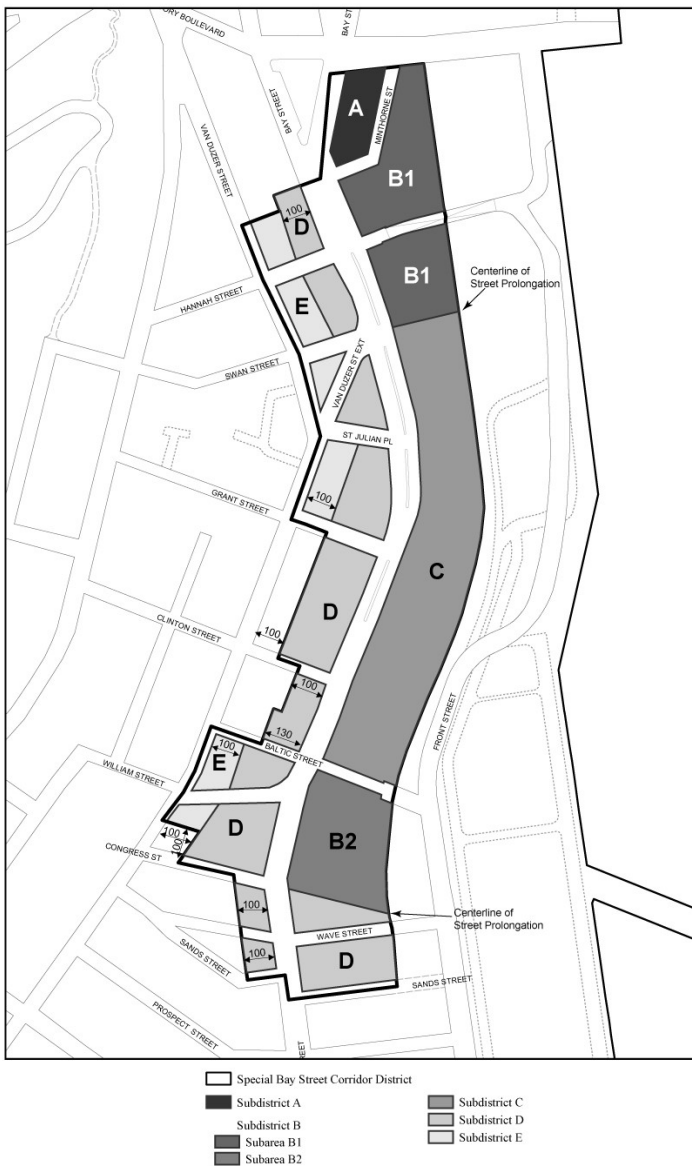 ORY BOULEVARD
BAY ST
BAY STREET
VAN DUZER STREET
A
MINTHORNE ST
B1
100
D
B1
Centerline of
Street Prolongation
HANNAH STREET
E
SWAN STREET
VAN DUZER ST EXT
ST JULIAN PL
GRANT STREET
100
C
D
CLINTON STREET
100
100
130
FRONT STREET
BALTIC STREET
100
E
WILLIAM STREET
D
100
100
CONGRESS ST
B2
100
Centerline of
Street Prolongation
WAVE STREET
SANDS STREET
100
D
SANDS STREET
PROSPECT STREET
REET
Special Bay Street Corridor District
Subdistrict A
Subdistrict B
Subarea B1
Subarea B2
Subdistrict C
Subdistrict D
Subdistrict E